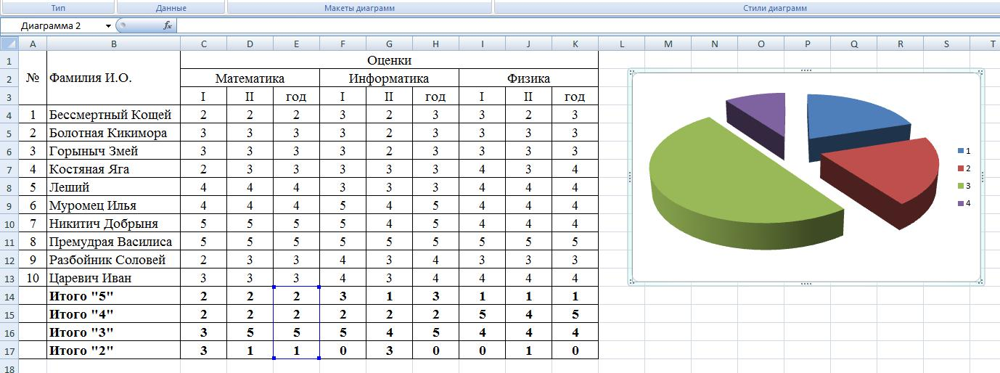 Тип Данные Макеты диаграмм Стили диаграмм
Диаграмма 2 fx
A B C D E F G H I J K L M N O P Q R S T
1 Оценки
2 № Фамилия И.О. Математика Информатика Физика
3 I II год I II год I II год
4 1 Бессмертный Кощей 2 2 2 3 2 3 3 2 3
5 2 Болотная Кикимора 3 3 3 3 2 3 3 3 3
6 3 Горыныч Змей 3 3 3 3 2 3 3 3 3
7 4 Костяная Яга 2 3 3 3 3 3 4 3 4
8 5 Леший 4 4 4 3 3 3 4 4 4
9 6 Муромец Илья 4 4 4 5 4 5 4 4 4
10 7 Никитич Добрыня 5 5 5 5 4 5 4 4 4
11 8 Премудрая Василиса 5 5 5 5 5 5 5 5 5
12 9 Разбойник Соловей 2 3 3 4 3 4 3 3 3
13 10 Царевич Иван 3 3 3 4 3 4 4 4 4
14 Итого "5" 2 2 2 3 1 3 1 1 1
15 Итого "4" 2 2 2 2 2 2 5 4 5
16 Итого "3" 3 5 5 5 4 5 4 4 4
17 Итого "2" 3 1 1 0 3 0 0 1 0
18
1
2
3
4